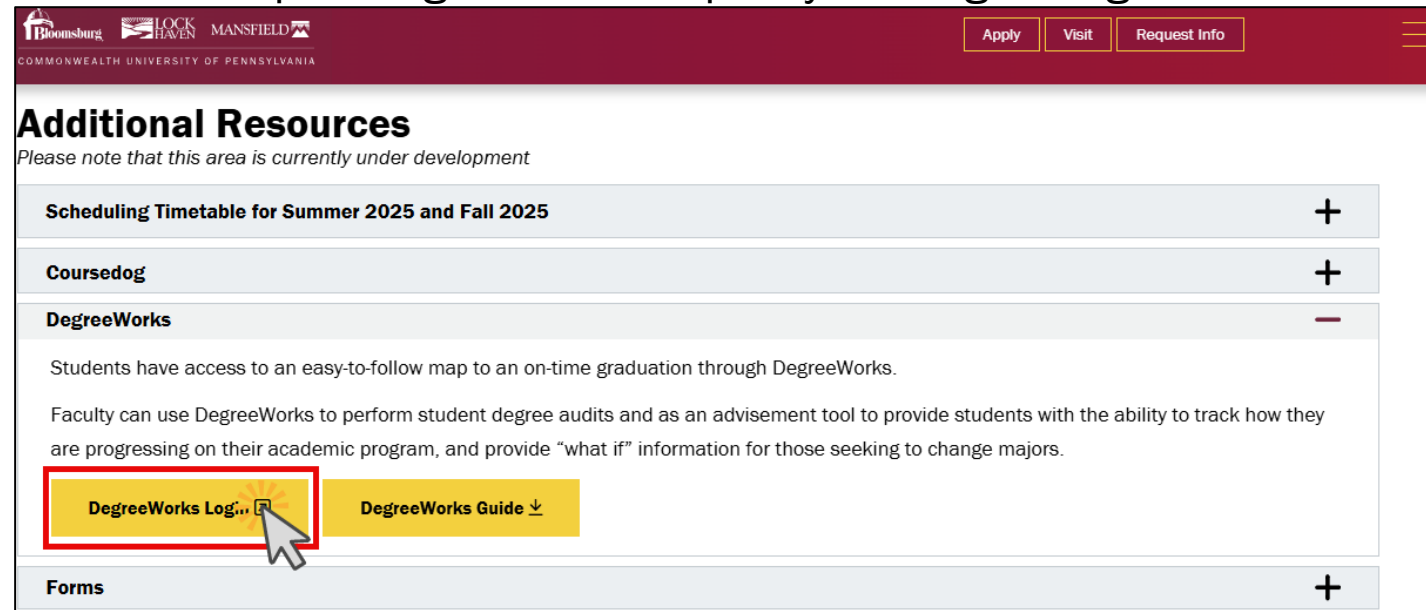 Bloomsburg LOCK HAVEN MANSFIELD
COMMONWEALTH UNIVERSITY OF PENNSYLVANIA
Apply Visit Request Info
Additional Resources
Please note that this area is currently under development
Scheduling Timetable for Summer 2025 and Fall 2025
Coursedog
DegreeWorks
Students have access to an easy-to-follow map to an on-time graduation through DegreeWorks.
Faculty can use DegreeWorks to perform student degree audits and as an advisement tool to provide students with the ability to track how they
are progressing on their academic program, and provide “what if” information for those seeking to change majors.
DegreeWorks Login DegreeWorks Guide
Forms